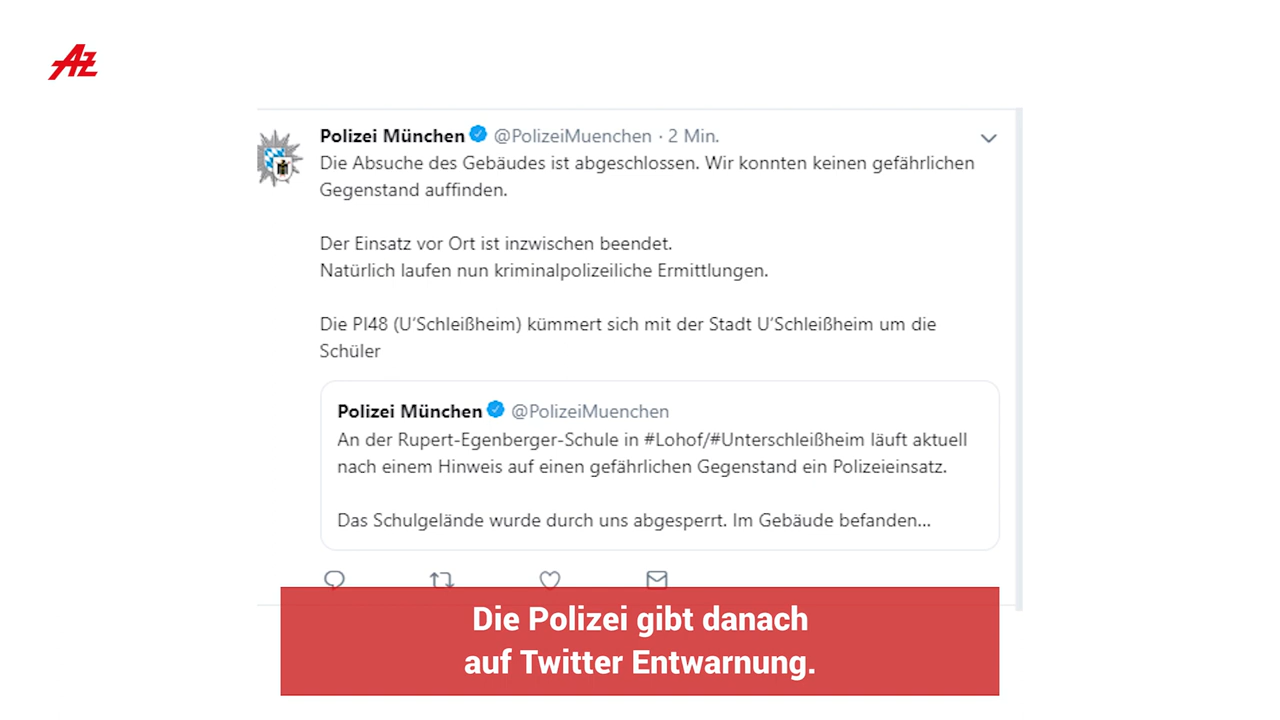 AZ
Polizei München @PolizeiMuenchen · 2 Min.
Die Absuche des Gebäudes ist abgeschlossen. Wir konnten keinen gefährlichen
Gegenstand auffinden.
Der Einsatz vor Ort ist inzwischen beendet.
Natürlich laufen nun kriminalpolizeiliche Ermittlungen.
Die PI48 (U’Schleißheim) kümmert sich mit der Stadt U’Schleißheim um die
Schüler
Polizei München @PolizeiMuenchen
An der Rupert-Egenberger-Schule in #Lohof/#Unterschleißheim läuft aktuell
nach einem Hinweis auf einen gefährlichen Gegenstand ein Polizeieinsatz.
Das Schulgelände wurde durch uns abgesperrt. Im Gebäude befanden...
Die Polizei gibt danach
auf Twitter Entwarnung.